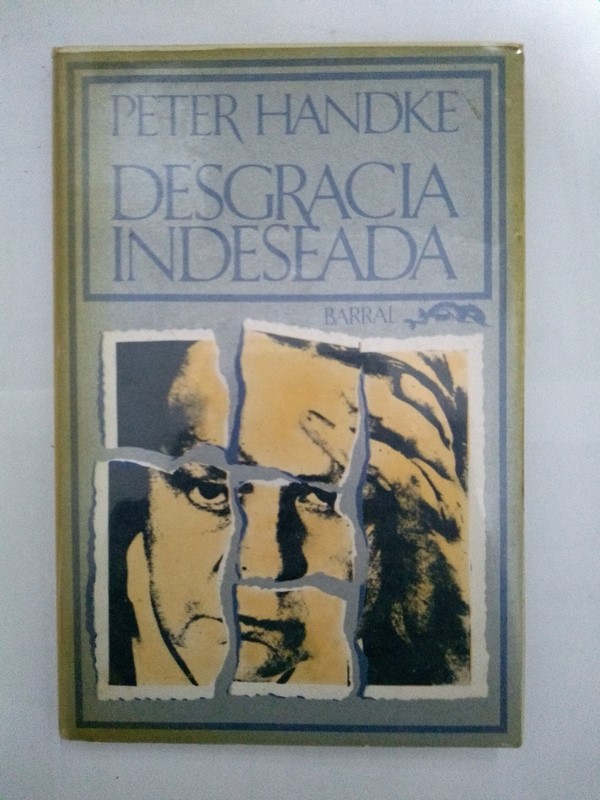 PETER HANDKE
DESGRACIA
INDESEADA
BARRAL